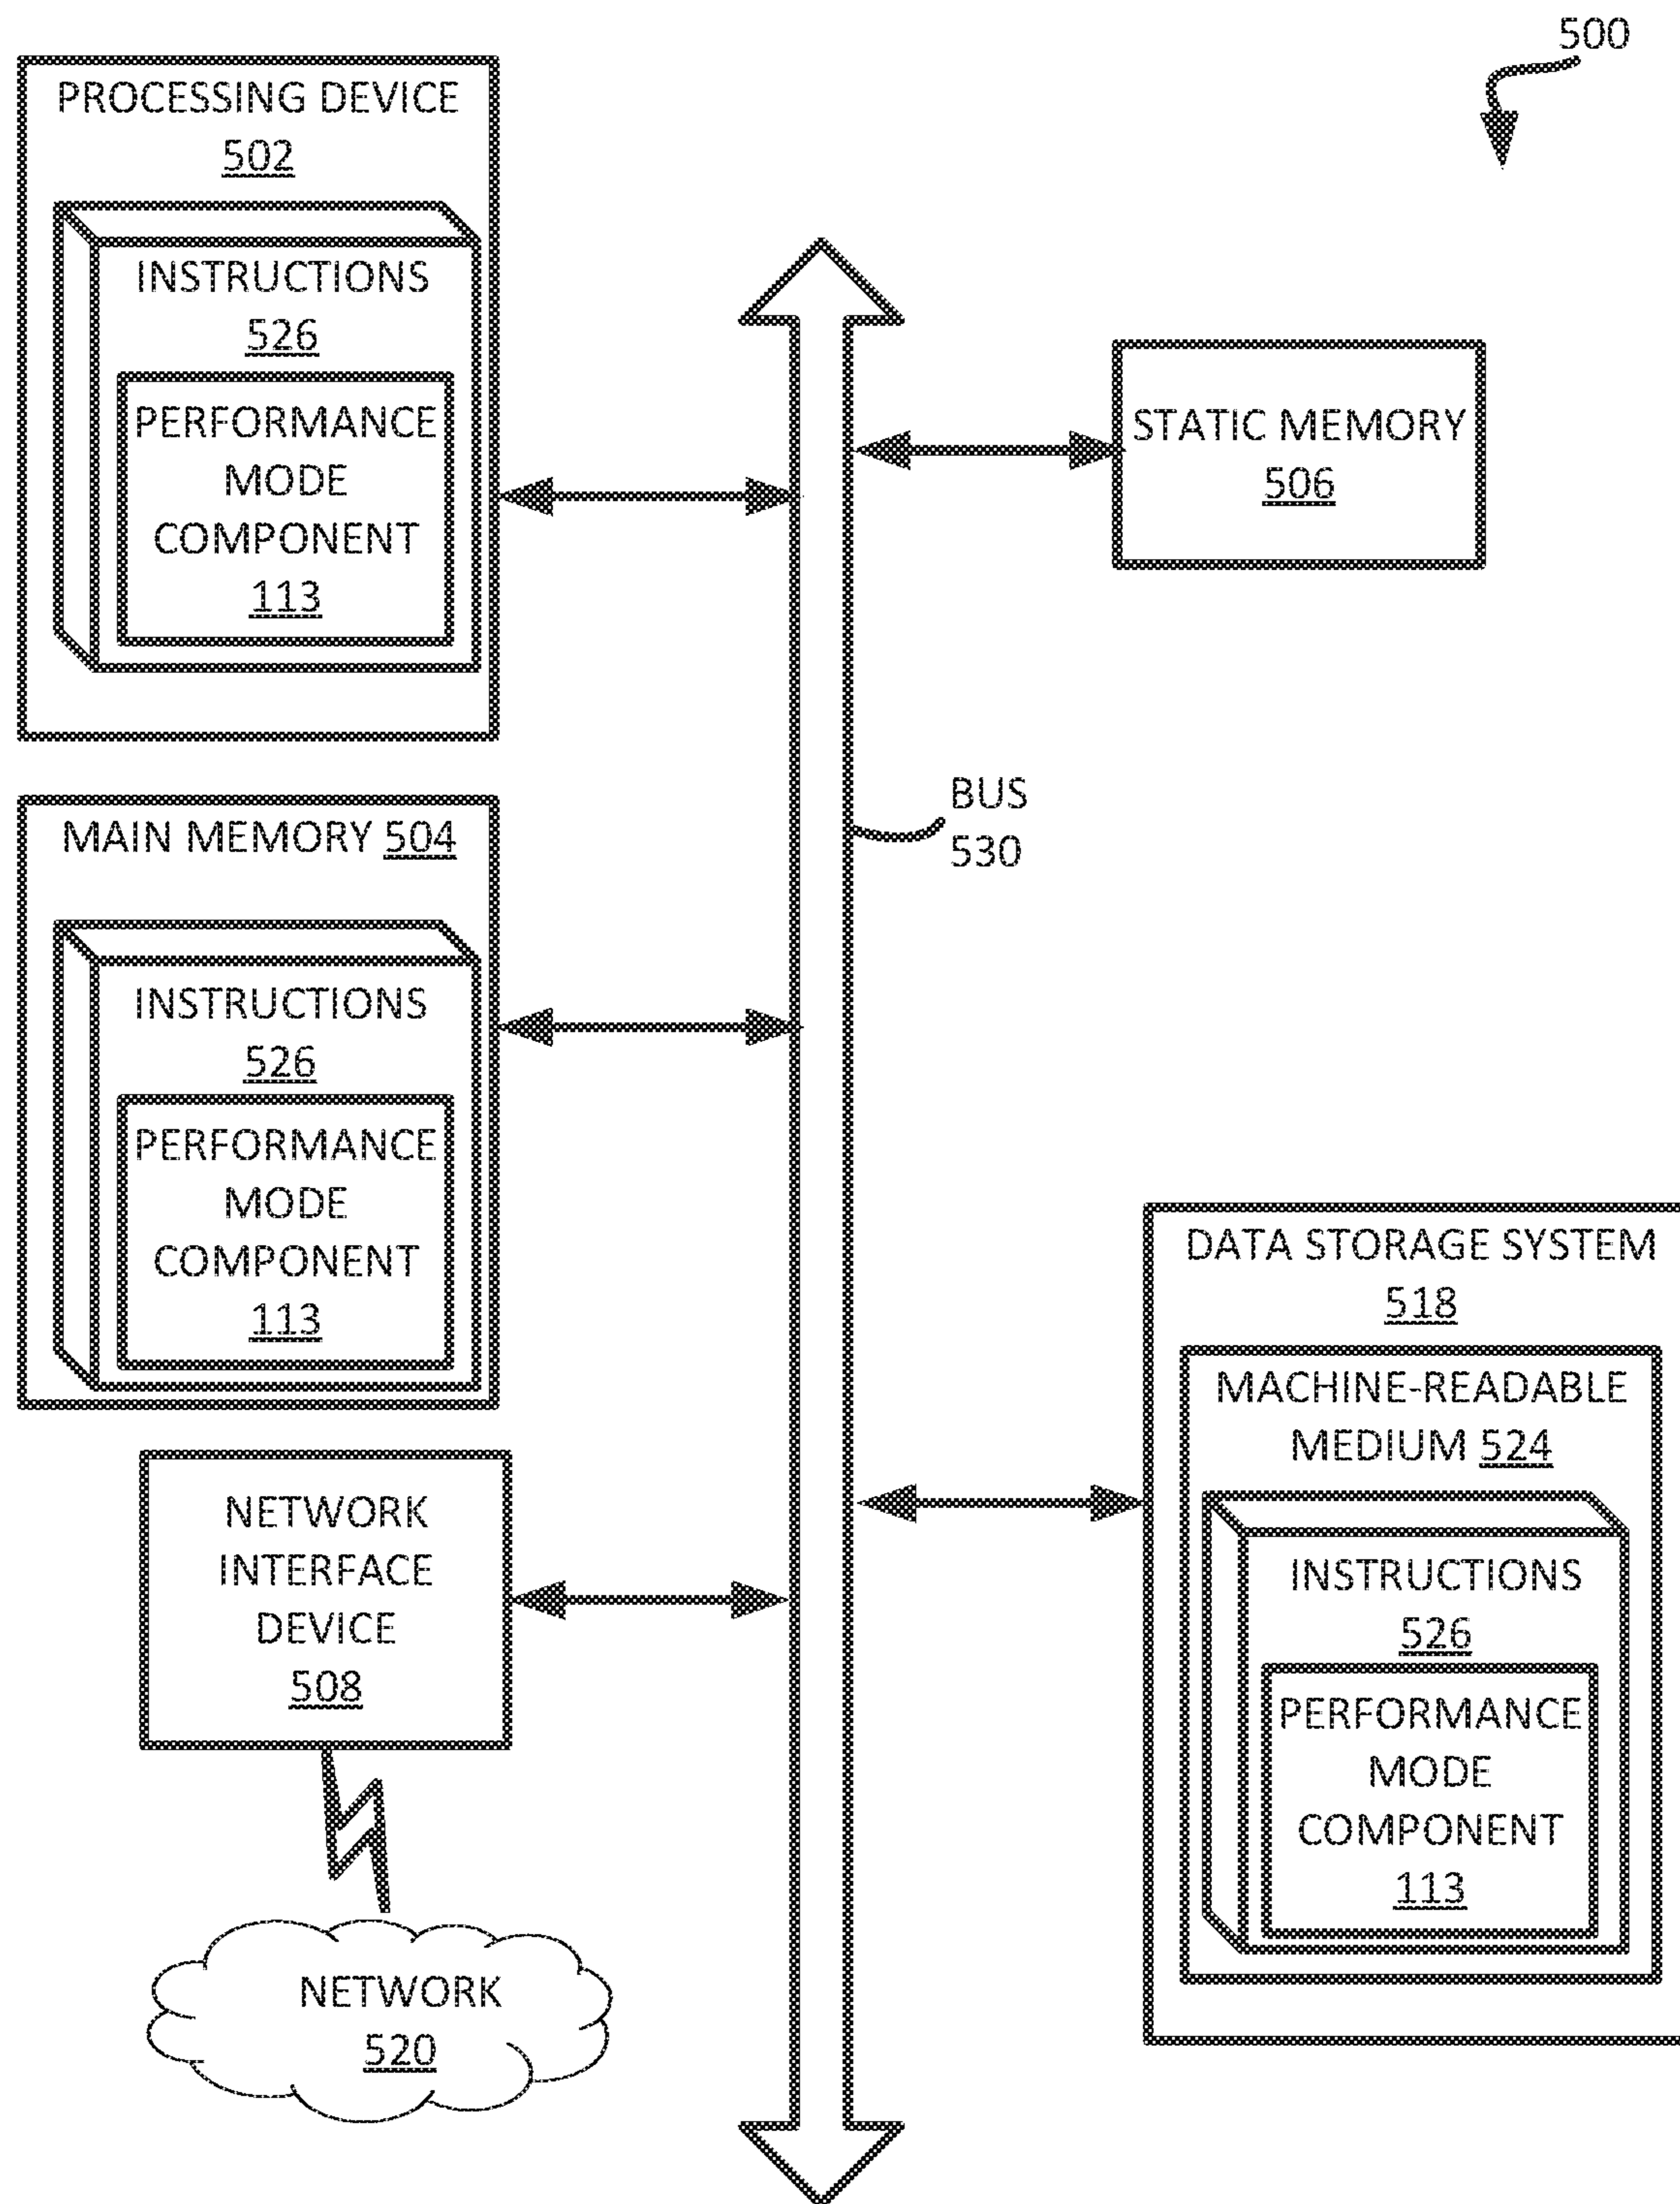 500
PROCESSING DEVICE
502
INSTRUCTIONS
526
PERFORMANCE
MODE
COMPONENT
113
STATIC MEMORY
506
BUS
530
MAIN MEMORY 504
INSTRUCTIONS
526
PERFORMANCE
MODE
COMPONENT
113
DATA STORAGE SYSTEM
518
MACHINE-READABLE
MEDIUM 524
INSTRUCTIONS
526
PERFORMANCE
MODE
COMPONENT
113
NETWORK
INTERFACE
DEVICE
508
NETWORK
520